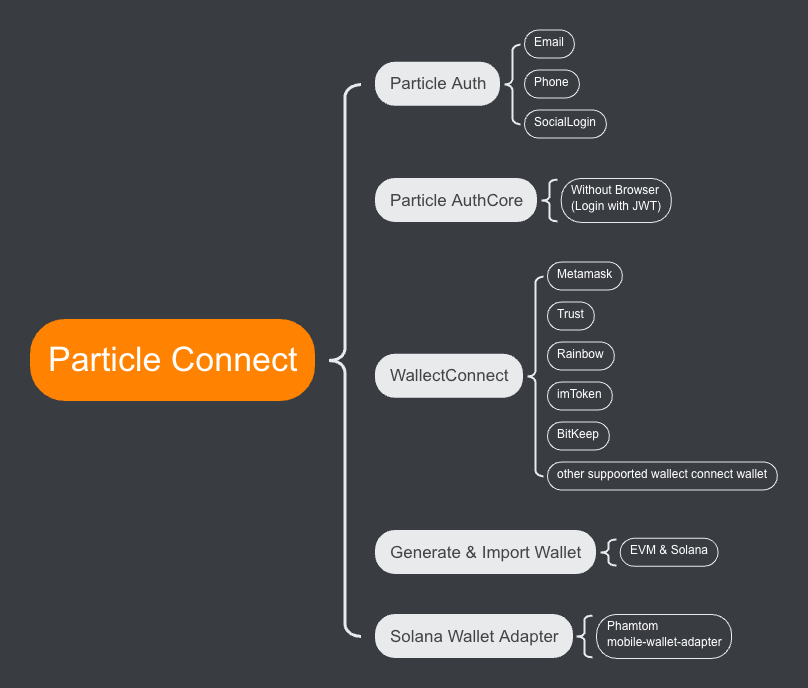 Particle Connect
Particle Auth
Email
Phone
SocialLogin
Particle AuthCore
Without Browser
(Login with JWT)
WallectConnect
Metamask
Trust
Rainbow
imToken
BitKeep
other suppoorted wallect connect wallet
Generate & Import Wallet
EVM & Solana
Solana Wallet Adapter
Phamtom
mobile-wallet-adapter